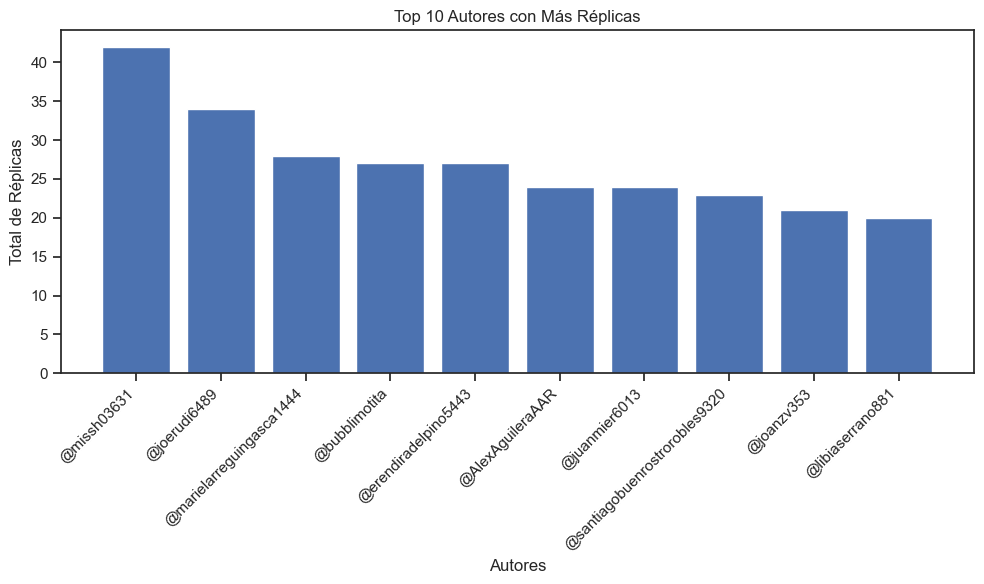 Top 10 Autores con Más Réplicas
Total de Réplicas
40
35
30
25
20
15
10
5
0
@missh03631
@joerudi6489
@marielarreguingasca1444
@bubblimotita
@erendiradelpino5443
@AlexAguileraAAR
@juanmier6013
@santiagobuenrostrorobles9320
@joanzv353
@libiaserrano881
Autores